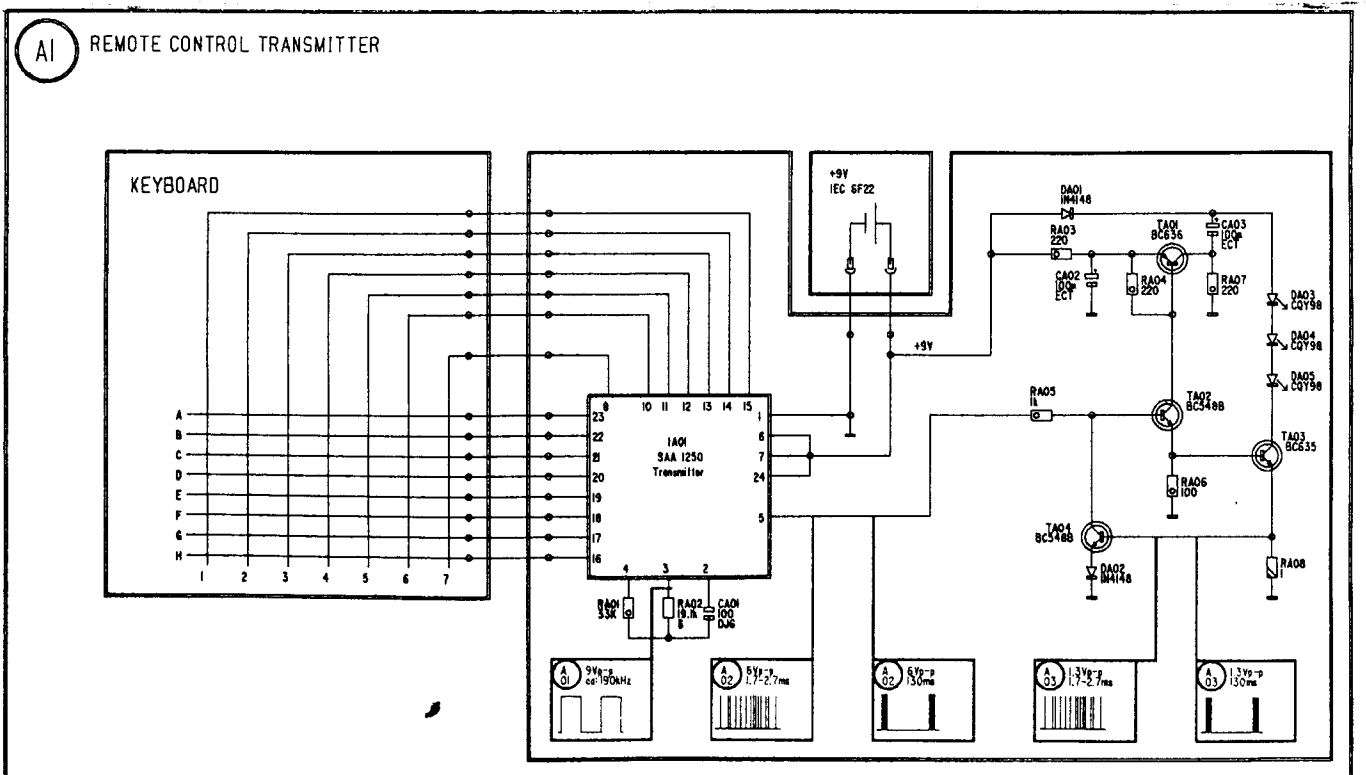 A1
REMOTE CONTROL TRANSMITTER
KEYBOARD
+9V
IEC 6F22
DA01
1N4148
RA03
220
TA01
BC636
CA03
100µ
ECT
CA02
100µ
ECT
RA04
220
RA07
220
DA03
CQY98
DA04
CQY98
DA05
CQY98
+9V
RA05
1k
TA02
BC548B
TA03
BC635
RA06
100
TA04
BC548B
DA02
1N4148
RA08
1
A
B
C
D
E
F
G
H
1 2 3 4 5 6 7
10 11 12 13 14 15
23
22
21
20
19
18
17
16
IA01
SAA 1250
Transmitter
1
6
7
24
5
4 3 2
RA01
33K
RA02
19.1k
CA01
100
A
01
9Vp-p
ca: 190kHz
A
02
1.7-2.7ms
A
02
6Vp-p
130ms
A
03
1.3Vp-p
1.7-2.7ms
A
03
1.3Vp-p
130ms